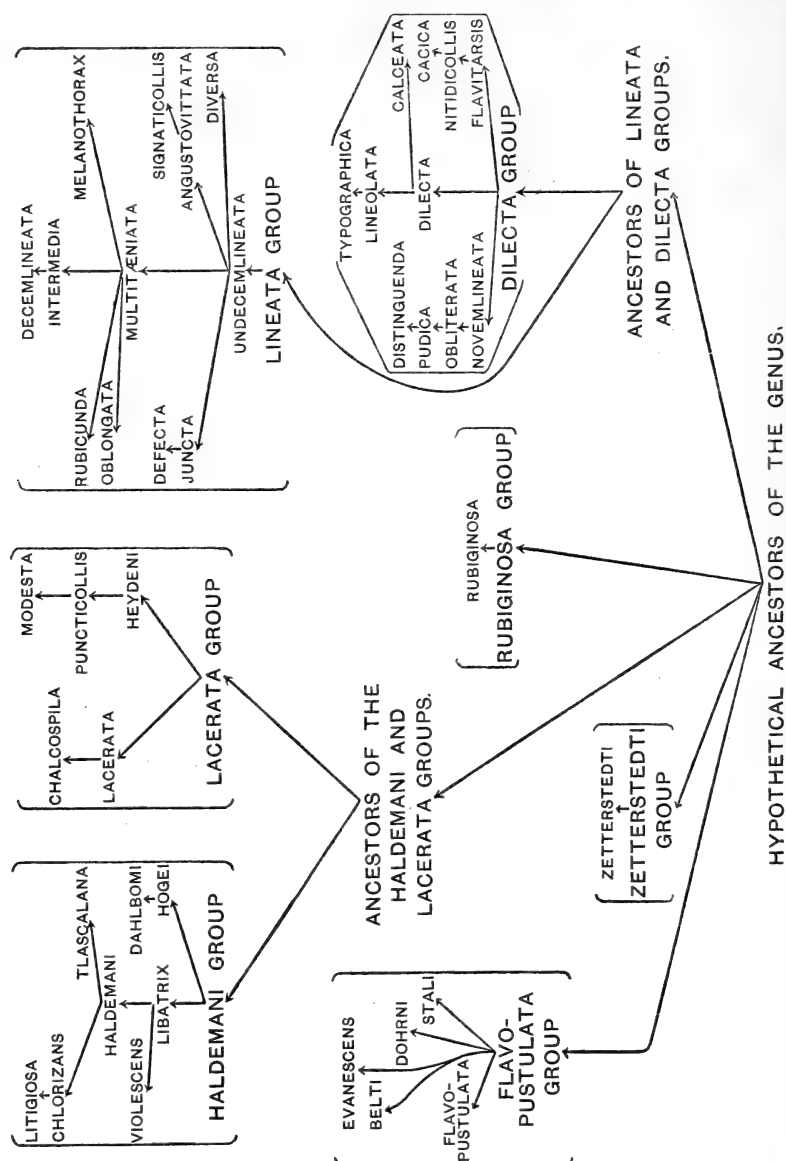 LITIGIOSA
CHLORIZANS
TLASCALANA
HALDEMANI
VIOLESCENS
LIBATRIX
DAHLBOMI
HOGEI
HALDEMANI GROUP
CHALCOSPILA
LACERATA
MODESTA
PUNCTICOLLIS
HEYDENI
LACERATA GROUP
RUBICUNDA
OBLONGATA
DECEMLINEATA
INTERMEDIA
MELANOTHORAX
MULTITÆNIATA
DEFECTA
JUNCTA
SIGNATICOLLIS
ANGUSTOVITTATA
DIVERSA
UNDECEMLINEATA
LINEATA GROUP
EVANESCENS
BELTI
DOHRNI
STALI
FLAVO-
PUSTULATA
FLAVO-
PUSTULATA
GROUP
ANCESTORS OF THE
HALDEMANI AND
LACERATA GROUPS.
TYPOGRAPHICA
LINEOLATA
DISTINGUENDA
PUDICA
OBLITERATA
NOVEMLINEATA
DILECTA
CALCEATA
CACICA
NITIDICOLLIS
FLAVITARSIS
DILECTA GROUP
RUBIGINOSA
RUBIGINOSA GROUP
ZETTERSTEDTI
ZETTERSTEDTI
GROUP
ANCESTORS OF LINEATA
AND DILECTA GROUPS.
HYPOTHETICAL ANCESTORS OF THE GENUS.